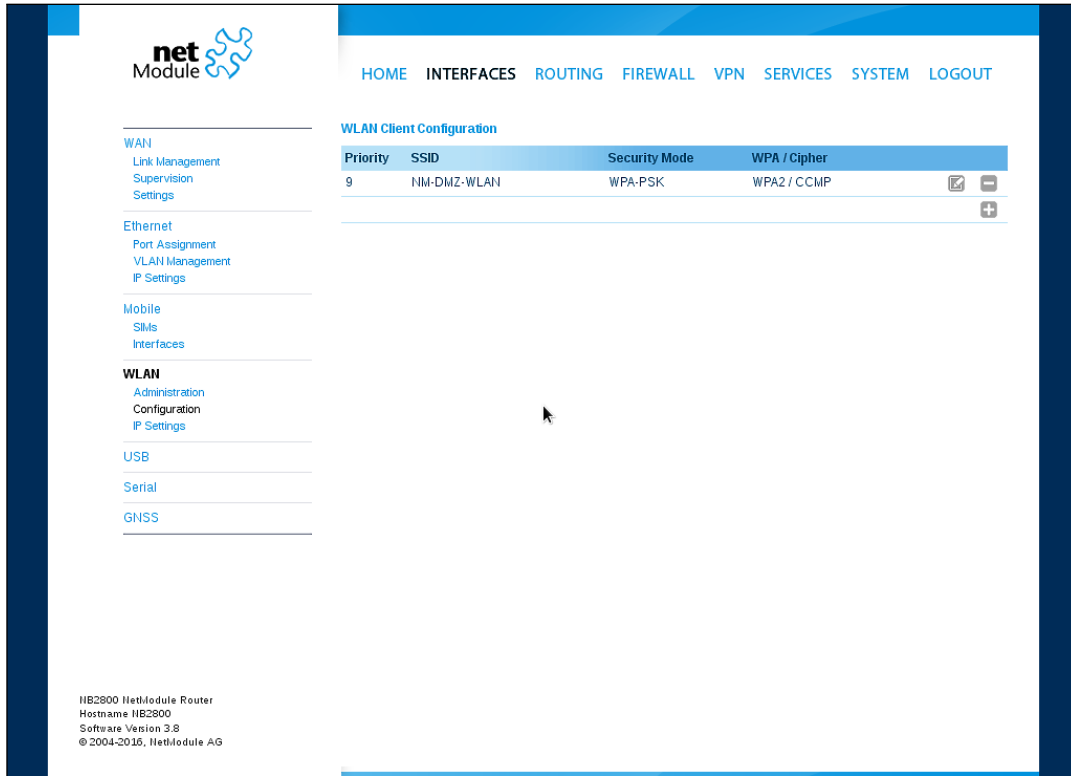 net
Module
HOME INTERFACES ROUTING FIREWALL VPN SERVICES SYSTEM LOGOUT
WAN
Link Management
Supervision
Settings
Ethernet
Port Assignment
VLAN Management
IP Settings
Mobile
SIMs
Interfaces
WLAN
Administration
Configuration
IP Settings
USB
Serial
GNSS
WLAN Client Configuration
Priority SSID Security Mode WPA / Cipher
9 NM-DMZ-WLAN WPA-PSK WPA2 / CCMP
NB2800 NetModule Router
Hostname NB2800
Software Version 3.8
© 2004-2016, NetModule AG